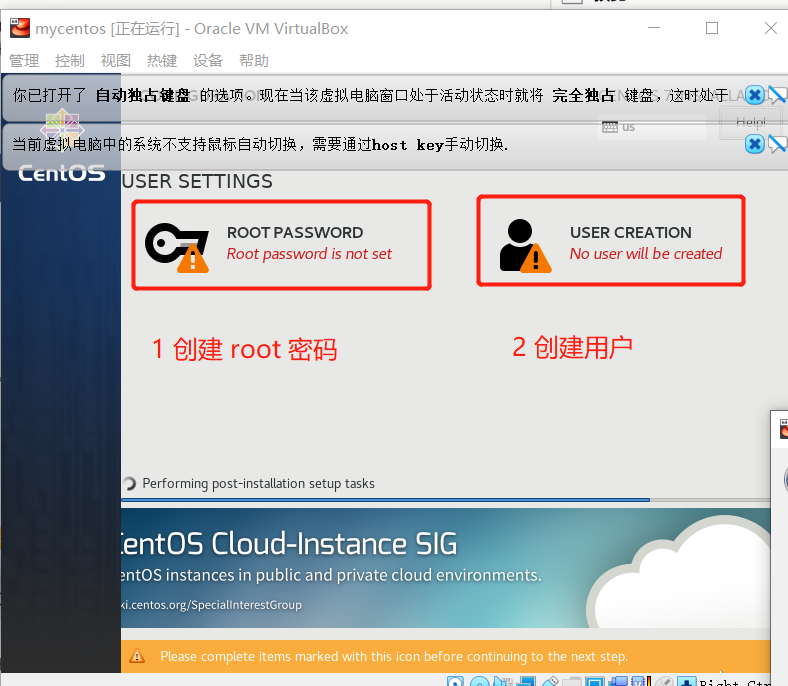 mycentos [正在运行] - Oracle VM VirtualBox
管理 控制 视图 热键 设备 帮助
你已打开了 自动独占键盘 的选项。现在当该虚拟电脑窗口处于活动状态时就将 完全独占 键盘，这时处于
us
Help!
当前虚拟电脑中的系统不支持鼠标自动切换，需要通过host key手动切换.
CentOS
USER SETTINGS
ROOT PASSWORD
Root password is not set
USER CREATION
No user will be created
1 创建 root 密码
2 创建用户
Performing post-installation setup tasks
CentOS Cloud-Instance SIG
entOS instances in public and private cloud environments.
ki.centos.org/SpecialInterestGroup
Please complete items marked with this icon before continuing to the next step.
Right Ctr